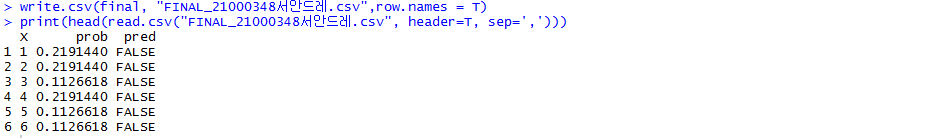 > write.csv(final, "FINAL_21000348서안드레.csv",row.names = T)
> print(head(read.csv("FINAL_21000348서안드레.csv", header=T, sep=',')))
  X      prob  pred
1 1 0.2191440 FALSE
2 2 0.2191440 FALSE
3 3 0.1126618 FALSE
4 4 0.2191440 FALSE
5 5 0.1126618 FALSE
6 6 0.1126618 FALSE